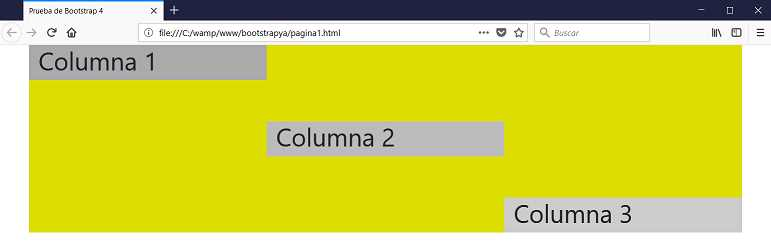 Prueba de Bootstrap 4
file:///C:/wamp/www/bootstrapya/pagina1.html
Buscar
Columna 1
Columna 2
Columna 3